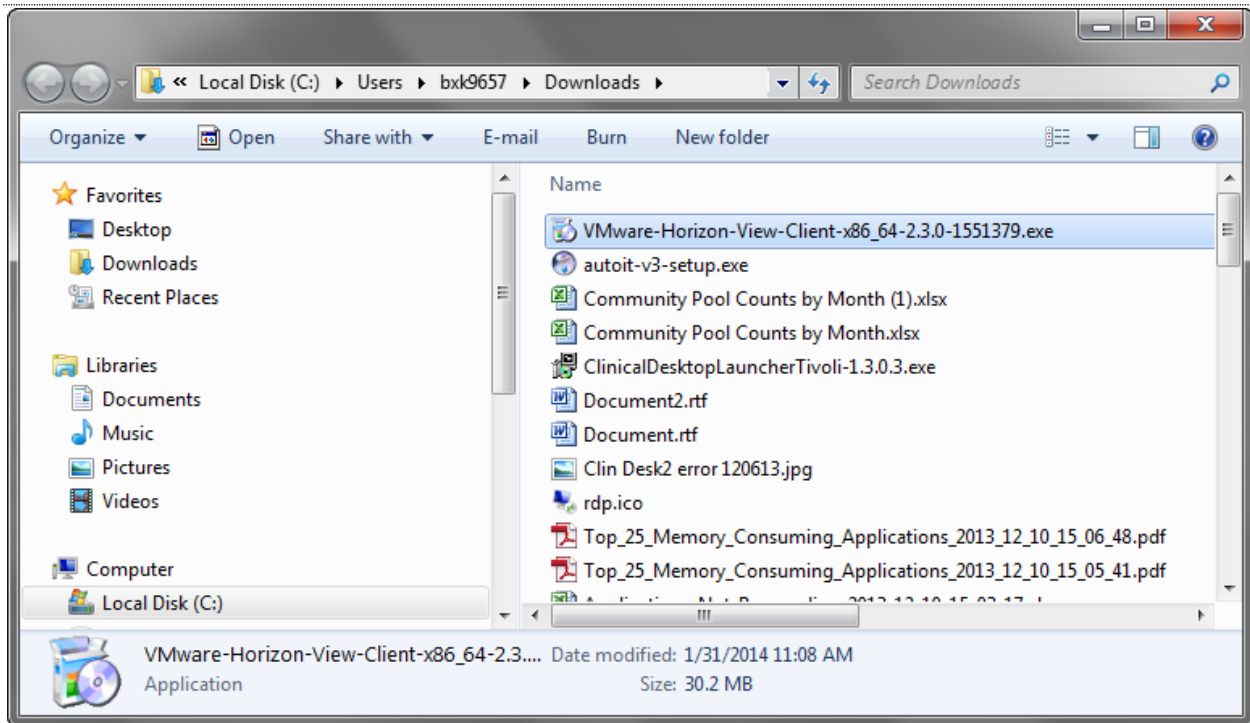 « Local Disk (C:) ▸ Users ▸ bxk9657 ▸ Downloads ▸ Search Downloads
Organize Open Share with E-mail Burn New folder
Favorites
Desktop
Downloads
Recent Places
Libraries
Documents
Music
Pictures
Videos
Computer
Local Disk (C:)
Name
VMware-Horizon-View-Client-x86_64-2.3.0-1551379.exe
autoit-v3-setup.exe
Community Pool Counts by Month (1).xlsx
Community Pool Counts by Month.xlsx
ClinicalDesktopLauncherTivoli-1.3.0.3.exe
Document2.rtf
Document.rtf
Clin Desk2 error 120613.jpg
rdp.ico
Top_25_Memory_Consuming_Applications_2013_12_10_15_06_48.pdf
Top_25_Memory_Consuming_Applications_2013_12_10_15_05_41.pdf
VMware-Horizon-View-Client-x86_64-2.3.... Date modified: 1/31/2014 11:08 AM
Application Size: 30.2 MB